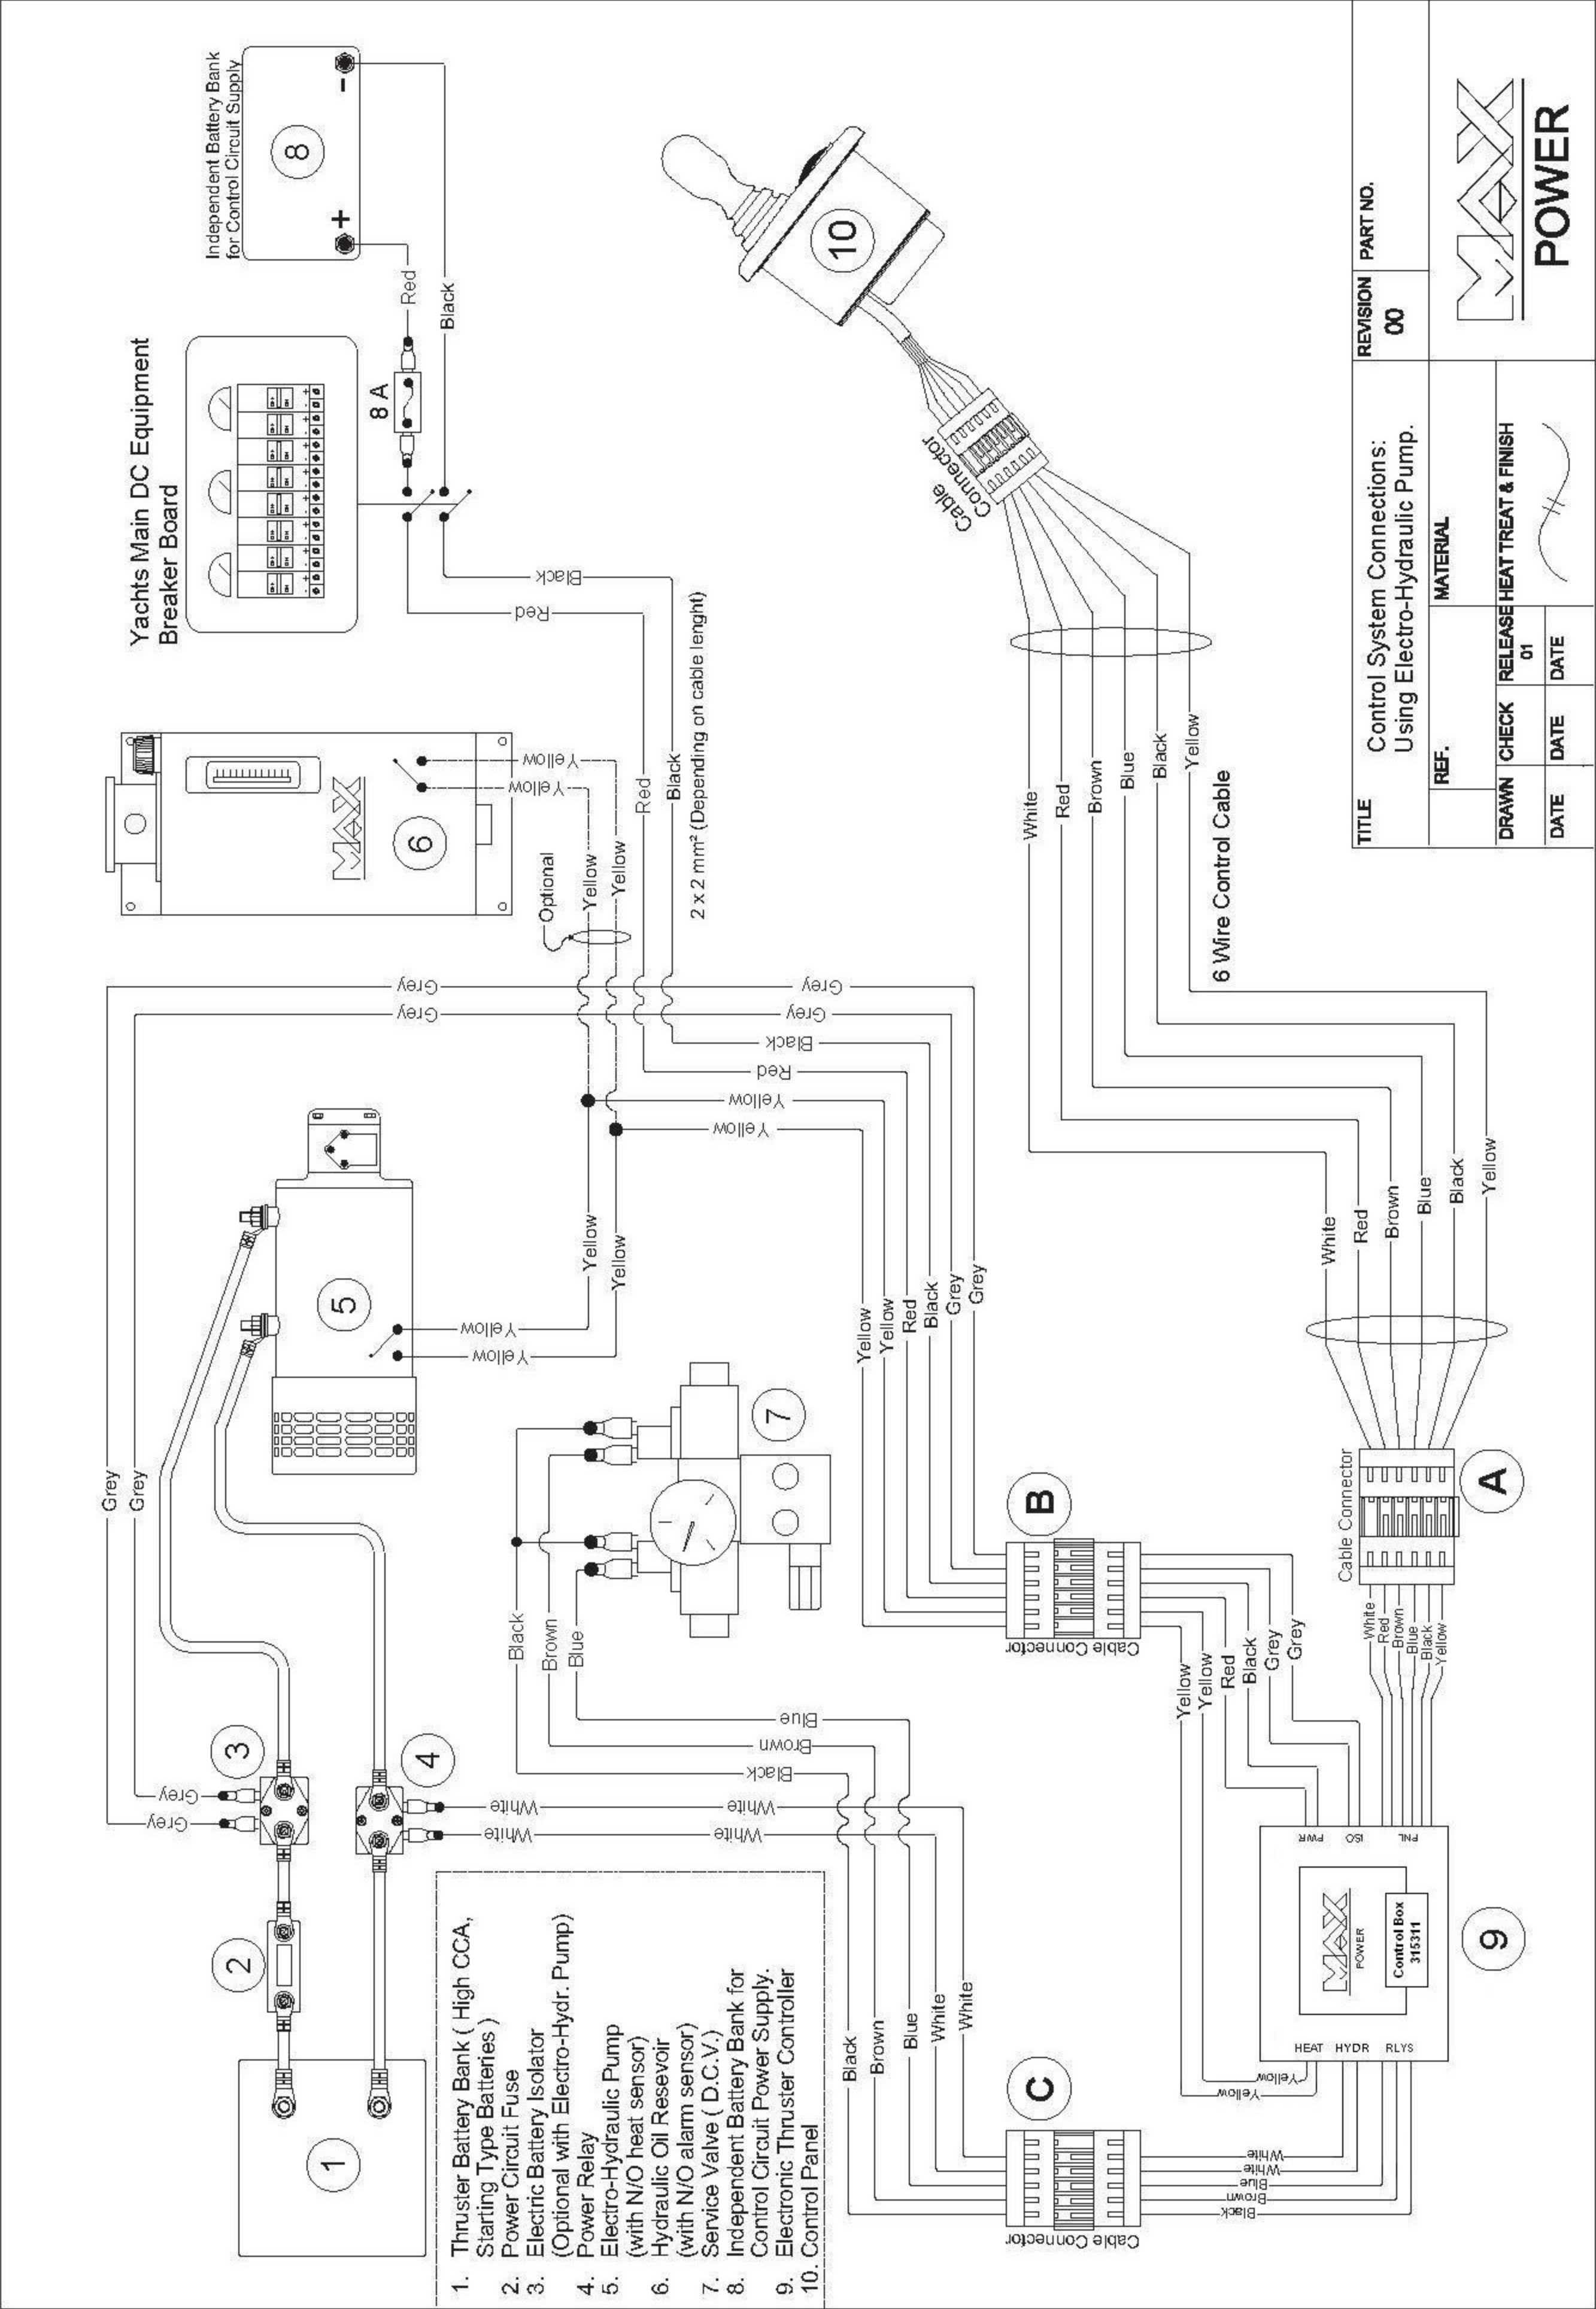 Grey
Grey
Grey
Grey
1
2
3
4
5
6
7
8
9
10
A
B
C
Yachts Main DC Equipment
Breaker Board
Independent Battery Bank
for Control Circuit Supply
+
-
8 A
Red
Black
Red
Black
Red
Black
2 x 2 mm² (Depending on cable lenght)
MAX
Yellow
Yellow
Optional
Yellow
Yellow
Grey
Grey
Grey
Grey
Black
Red
Yellow
Yellow
Yellow
Yellow
Yellow
Yellow
Yellow
Yellow
Red
Black
Grey
Grey
Black
Brown
Blue
Blue
Brown
Black
White
White
White
White
Black
Brown
Blue
White
White
Cable Connector
White
White
Blue
Brown
Black
Cable Connector
Yellow
Yellow
Red
Black
Grey
Grey
Yellow
Yellow
HEAT HYDR RLYS
PWR ISO PNL
MAX
POWER
Control Box
315311
White
Red
Brown
Blue
Black
Yellow
Cable Connector
White
Red
Brown
Blue
Black
Yellow
6 Wire Control Cable
White
Red
Brown
Blue
Black
Yellow
Cable
Connector
1. Thruster Battery Bank ( High CCA,
Starting Type Batteries )
2. Power Circuit Fuse
3. Electric Battery Isolator
(Optional with Electro-Hydr. Pump)
4. Power Relay
5. Electro-Hydraulic Pump
(with N/O heat sensor)
6. Hydraulic Oil Resevoir
(with N/O alarm sensor)
7. Service Valve ( D.C.V.)
8. Independent Battery Bank for
Control Circuit Power Supply.
9. Electronic Thruster Controller
10. Control Panel
TITLE
Control System Connections:
Using Electro-Hydraulic Pump.
REVISION
00
PART NO.
REF.
MATERIAL
DRAWN
CHECK
RELEASE
01
HEAT TREAT & FINISH
DATE
DATE
DATE
MAX
POWER